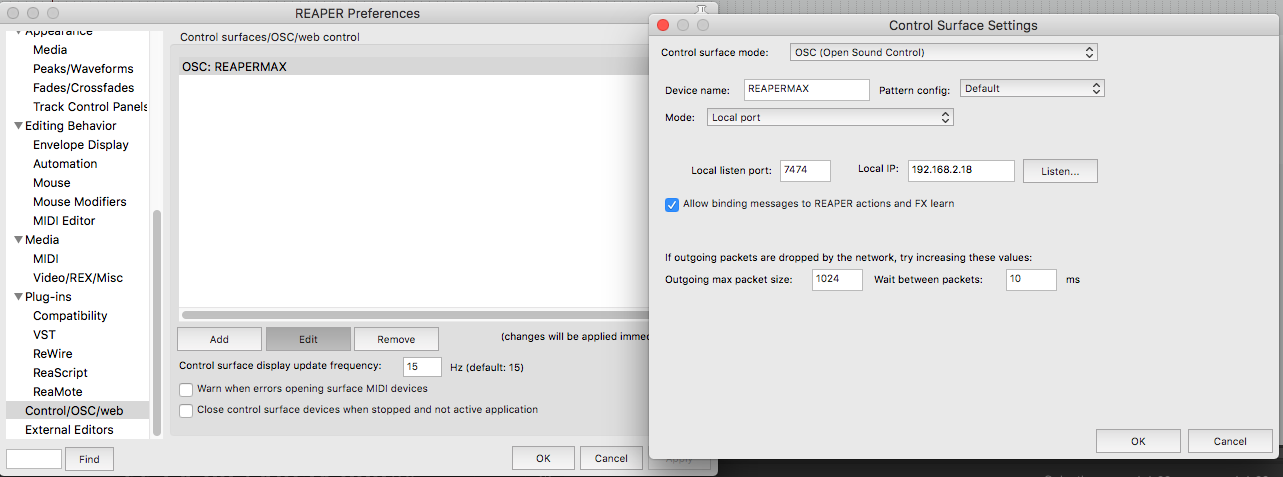 REAPER Preferences
Appearance
Media
Peaks/Waveforms
Fades/Crossfades
Track Control Panels
Editing Behavior
Envelope Display
Automation
Mouse
Mouse Modifiers
MIDI Editor
Media
MIDI
Video/REX/Misc
Plug-ins
Compatibility
VST
ReWire
ReaScript
ReaMote
Control/OSC/web
External Editors
Find
Control surfaces/OSC/web control
OSC: REAPERMAX
Add Edit Remove (changes will be applied immed
Control surface display update frequency: 15 Hz (default: 15)
Warn when errors opening surface MIDI devices
Close control surface devices when stopped and not active application
OK Cancel Apply
Control Surface Settings
Control surface mode: OSC (Open Sound Control)
Device name: REAPERMAX Pattern config: Default
Mode: Local port
Local listen port: 7474 Local IP: 192.168.2.18 Listen...
Allow binding messages to REAPER actions and FX learn
If outgoing packets are dropped by the network, try increasing these values:
Outgoing max packet size: 1024 Wait between packets: 10 ms
OK Cancel